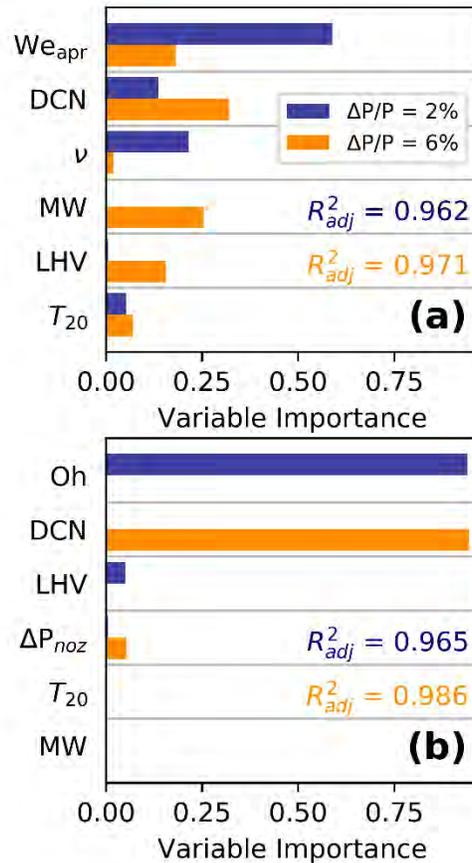 We_apr
DCN
ΔP/P = 2%
ΔP/P = 6%
ν
MW
R²_adj = 0.962
LHV
R²_adj = 0.971
T₂₀
(a)
0.00 0.25 0.50 0.75
Variable Importance
Oh
DCN
LHV
ΔP_noz
R²_adj = 0.965
T₂₀
R²_adj = 0.986
MW
(b)
0.00 0.25 0.50 0.75
Variable Importance